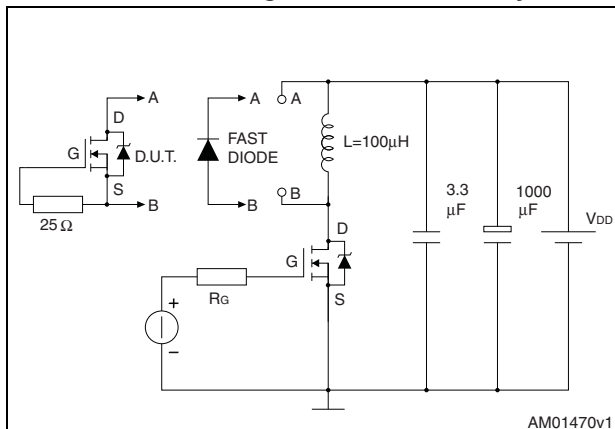 A
D
G
D.U.T.
S
B
25 Ω
A
FAST
DIODE
B
A
B
L=100μH
D
G
S
RG
+
–
3.3
μF
1000
μF
VDD
AM01470v1